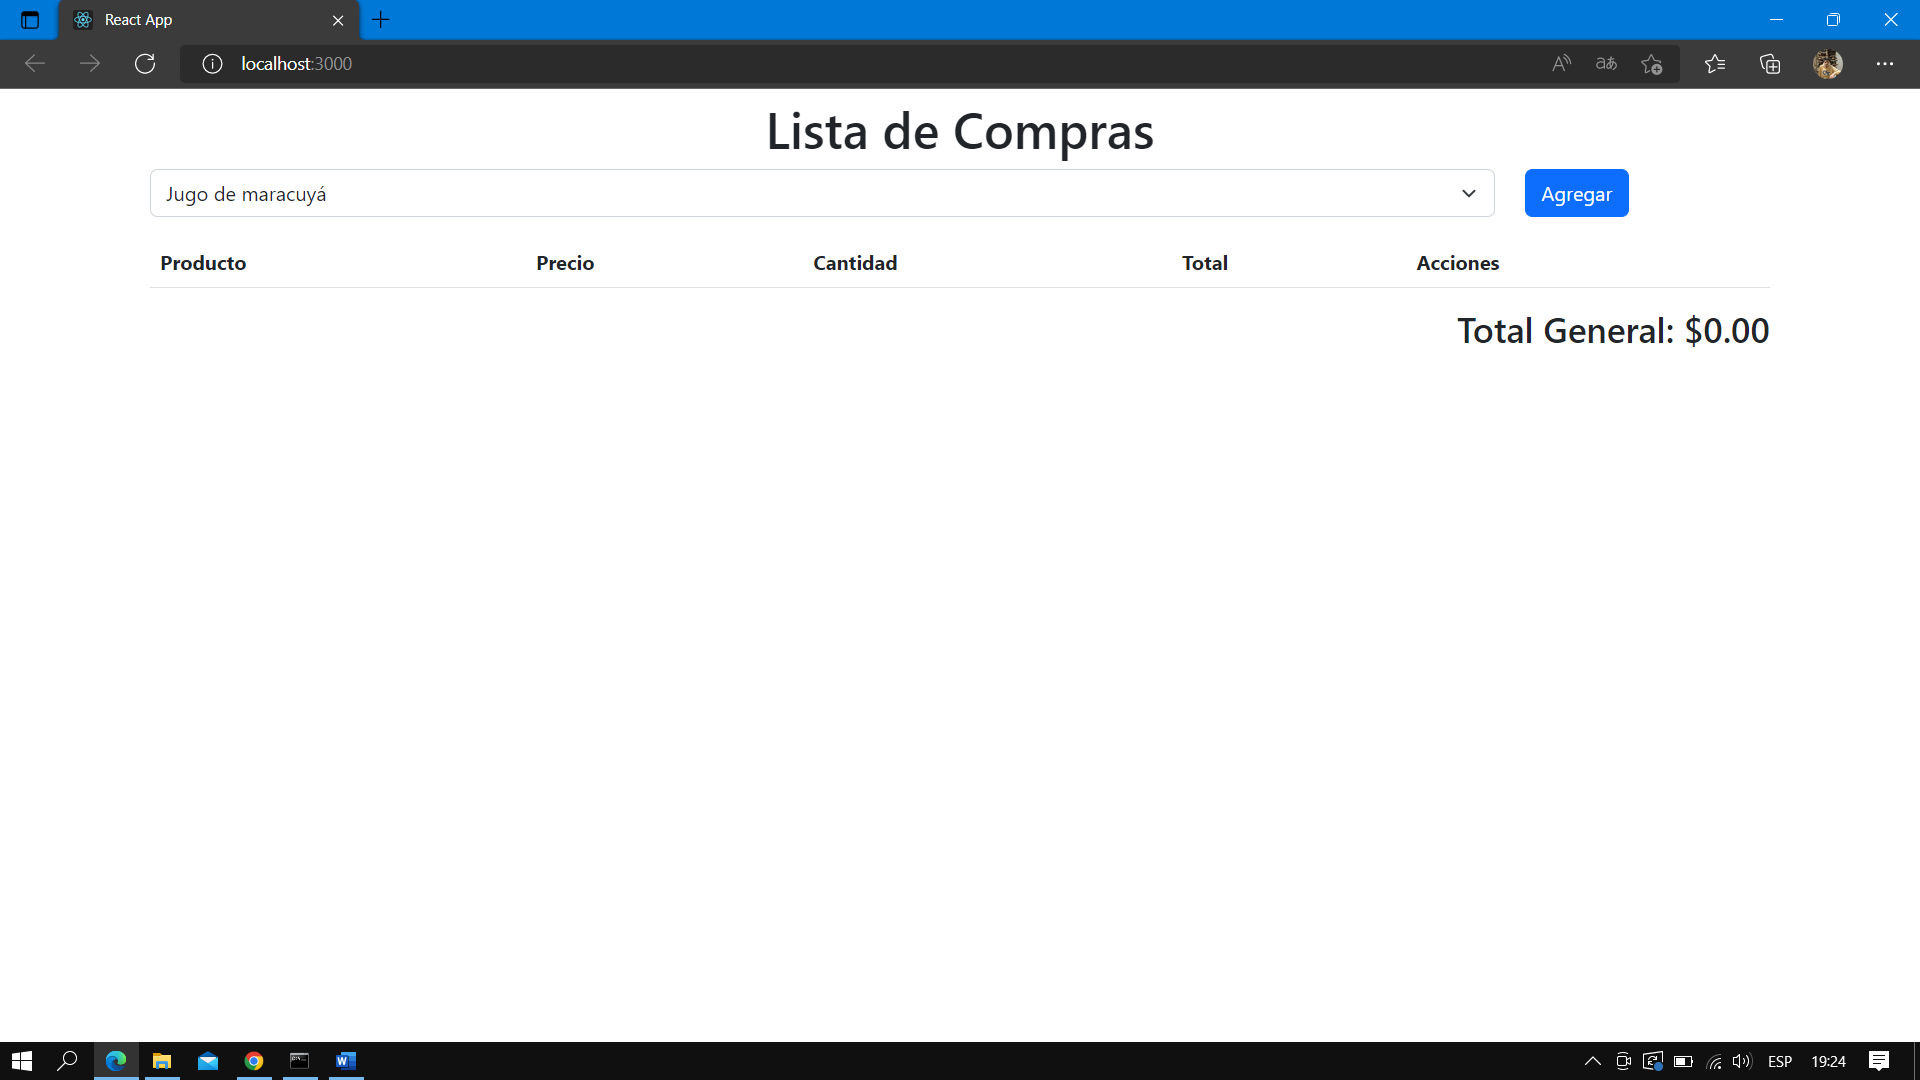 React App
localhost:3000
Lista de Compras
Jugo de maracuyá
Agregar
Producto Precio Cantidad Total Acciones
Total General: $0.00
ESP 19:24